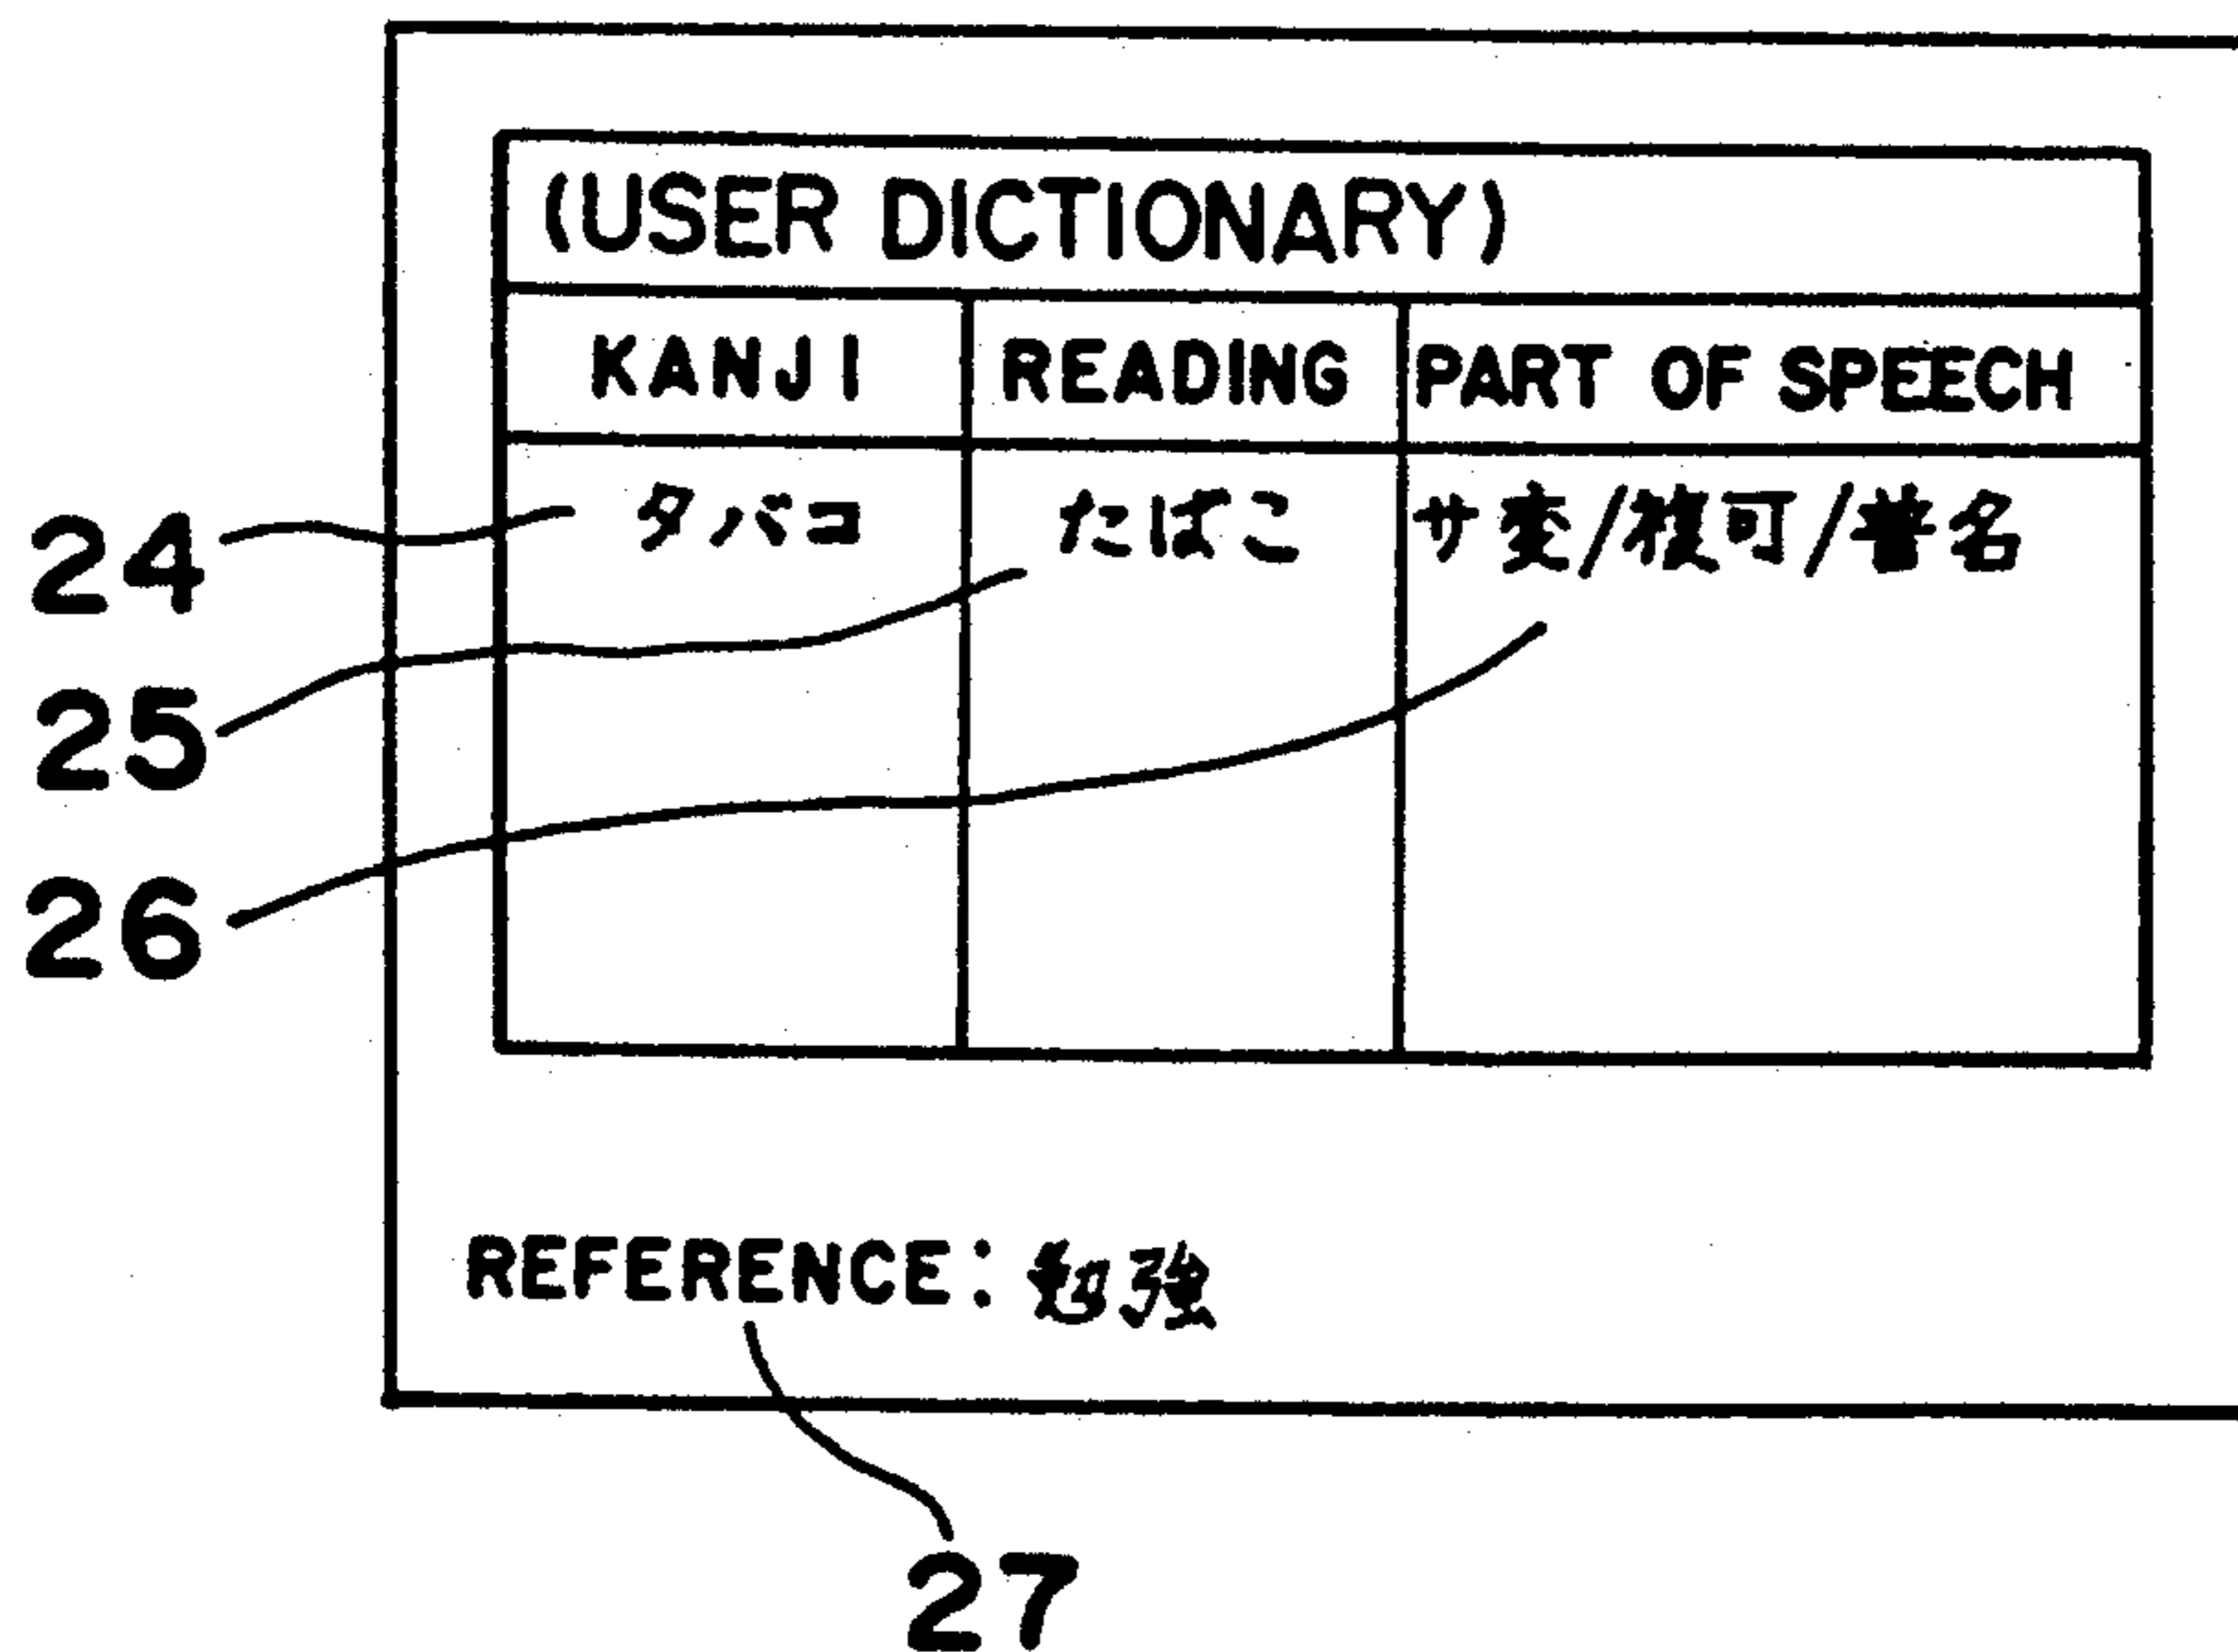 (USER DICTIONARY)
KANJI READING PART OF SPEECH
タバコ たばこ サ変/複可/普名
24
25
26
REFERENCE: 勉強
27